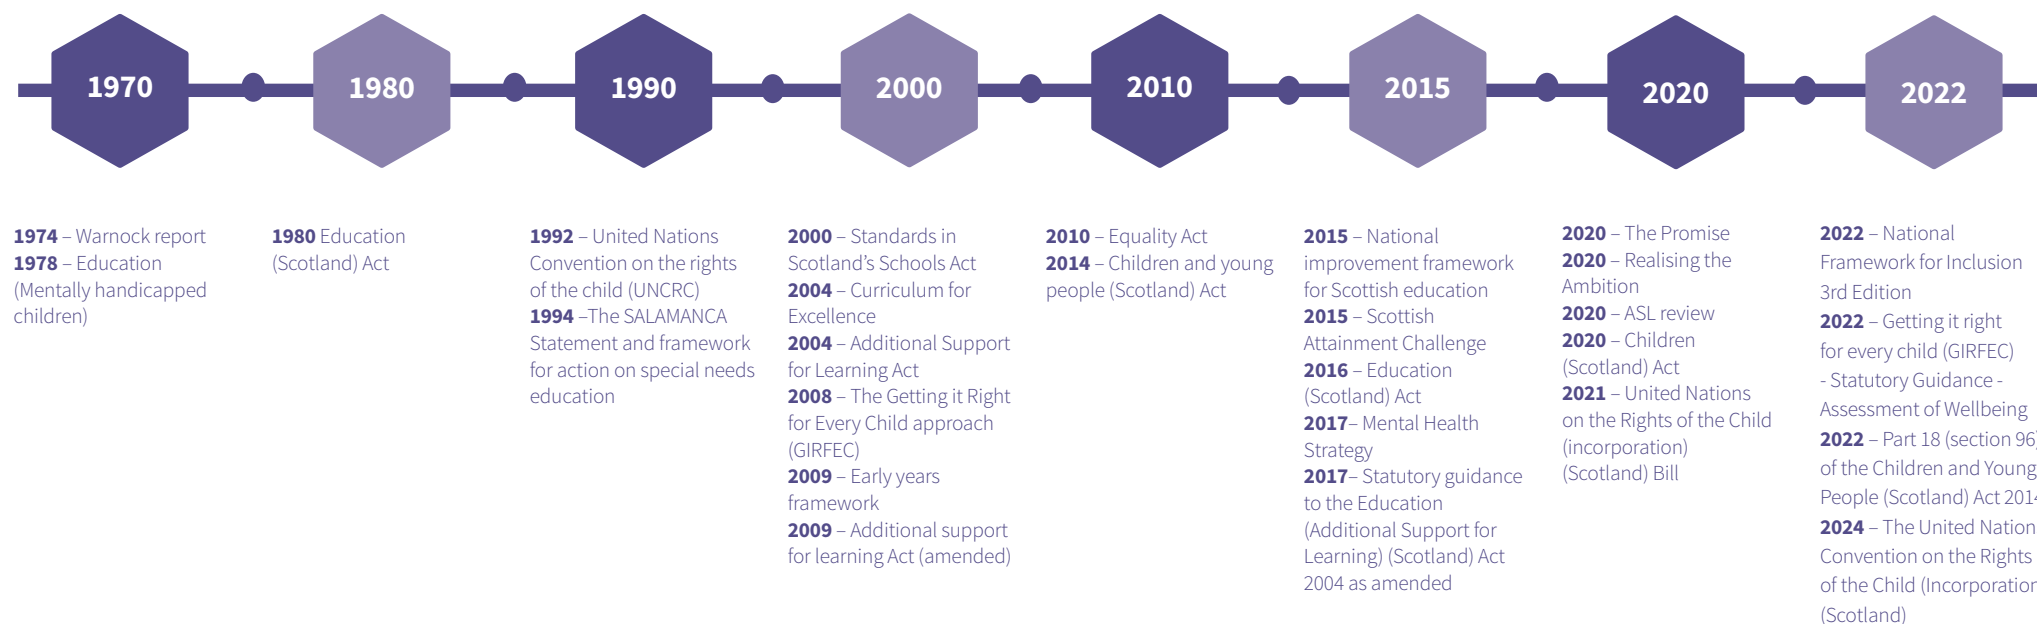 1970
1980
1990
2000
2010
2015
2020
2022
1974 – Warnock report
1978 – Education
(Mentally handicapped
children)
1980 Education
(Scotland) Act
1992 – United Nations
Convention on the rights
of the child (UNCRC)
1994 –The SALAMANCA
Statement and framework
for action on special needs
education
2000 – Standards in
Scotland’s Schools Act
2004 – Curriculum for
Excellence
2004 – Additional Support
for Learning Act
2008 – The Getting it Right
for Every Child approach
(GIRFEC)
2009 – Early years
framework
2009 – Additional support
for learning Act (amended)
2010 – Equality Act
2014 – Children and young
people (Scotland) Act
2015 – National
improvement framework
for Scottish education
2015 – Scottish
Attainment Challenge
2016 – Education
(Scotland) Act
2017– Mental Health
Strategy
2017– Statutory guidance
to the Education
(Additional Support for
Learning) (Scotland) Act
2004 as amended
2020 – The Promise
2020 – Realising the
Ambition
2020 – ASL review
2020 – Children
(Scotland) Act
2021 – United Nations
on the Rights of the Child
(incorporation)
(Scotland) Bill
2022 – National
Framework for Inclusion
3rd Edition
2022 – Getting it right
for every child (GIRFEC)
- Statutory Guidance -
Assessment of Wellbeing
2022 – Part 18 (section 96)
of the Children and Young
People (Scotland) Act 2014
2024 – The United Nation
Convention on the Rights
of the Child (Incorporation
(Scotland)